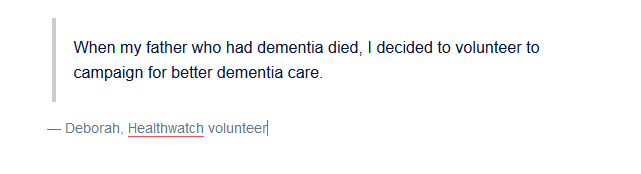 When my father who had dementia died, I decided to volunteer to
campaign for better dementia care.
— Deborah, Healthwatch volunteer